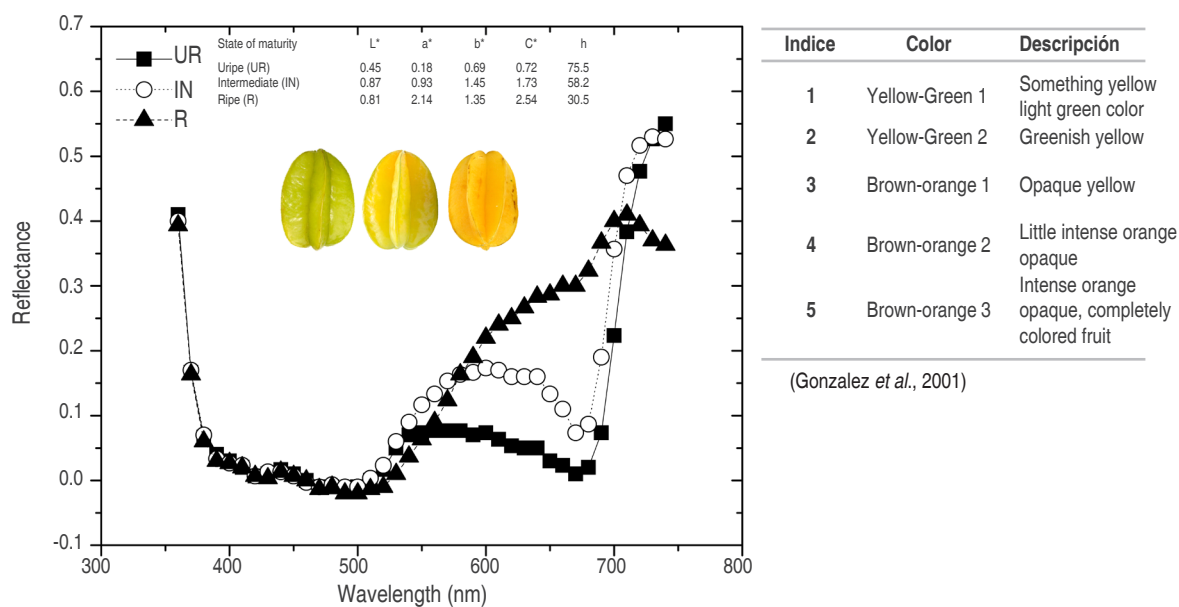 0.7
0.6
0.5
0.4
0.3
0.2
0.1
0.0
-0.1
Reflectance
300
400
500
600
700
800
Wavelength (nm)
UR
IN
R
State of maturity L* a* b* C* h
Uripe (UR) 0.45 0.18 0.69 0.72 75.5
Intermediate (IN) 0.87 0.93 1.45 1.73 58.2
Ripe (R) 0.81 2.14 1.35 2.54 30.5
Indice Color Descripción
1 Yellow-Green 1 Something yellow
light green color
2 Yellow-Green 2 Greenish yellow
3 Brown-orange 1 Opaque yellow
4 Brown-orange 2 Little intense orange
opaque
5 Brown-orange 3 Intense orange
opaque, completely
colored fruit
(Gonzalez et al., 2001)